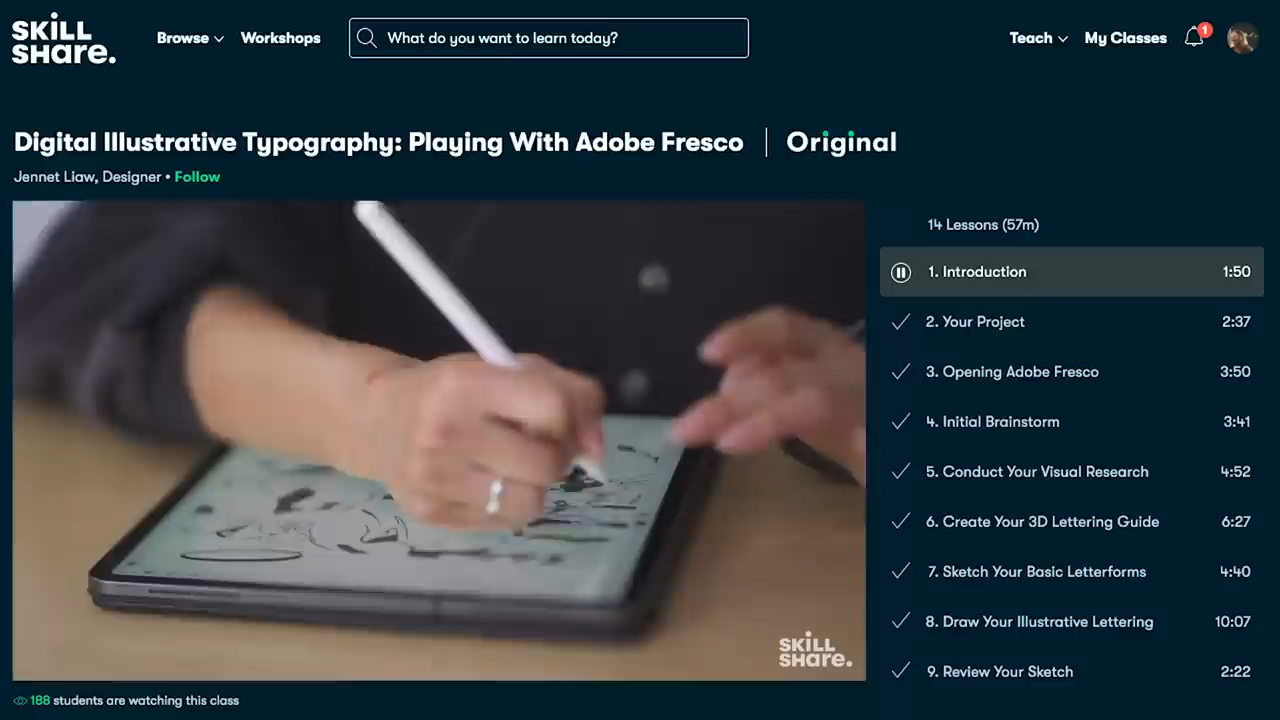 SKILL
SHare.
Browse
Workshops
What do you want to learn today?
Teach
My Classes
1
Digital Illustrative Typography: Playing With Adobe Fresco | Original
Jennet Liaw, Designer • Follow
14 Lessons (57m)
1. Introduction 1:50
2. Your Project 2:37
3. Opening Adobe Fresco 3:50
4. Initial Brainstorm 3:41
5. Conduct Your Visual Research 4:52
6. Create Your 3D Lettering Guide 6:27
7. Sketch Your Basic Letterforms 4:40
8. Draw Your Illustrative Lettering 10:07
9. Review Your Sketch 2:22
SKILL
SHare.
188 students are watching this class